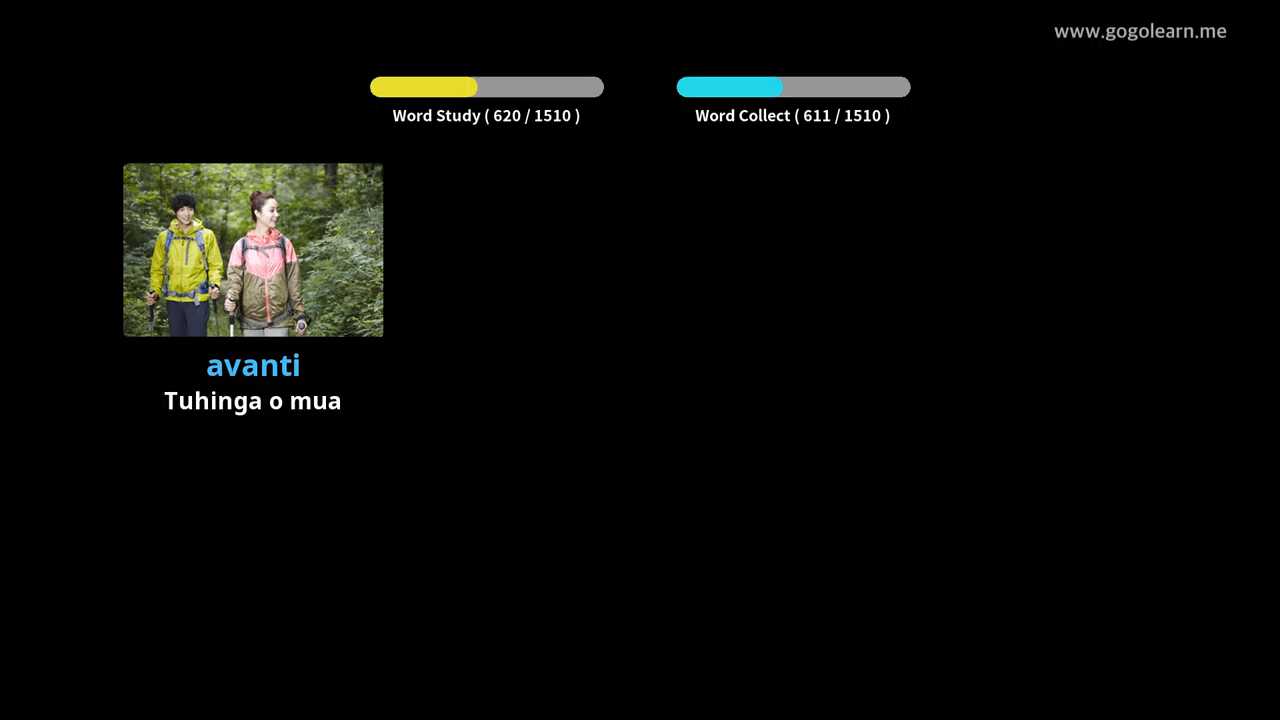 www.gogolearn.me
Word Study ( 620 / 1510 )
Word Collect ( 611 / 1510 )
avanti
Tuhinga o mua